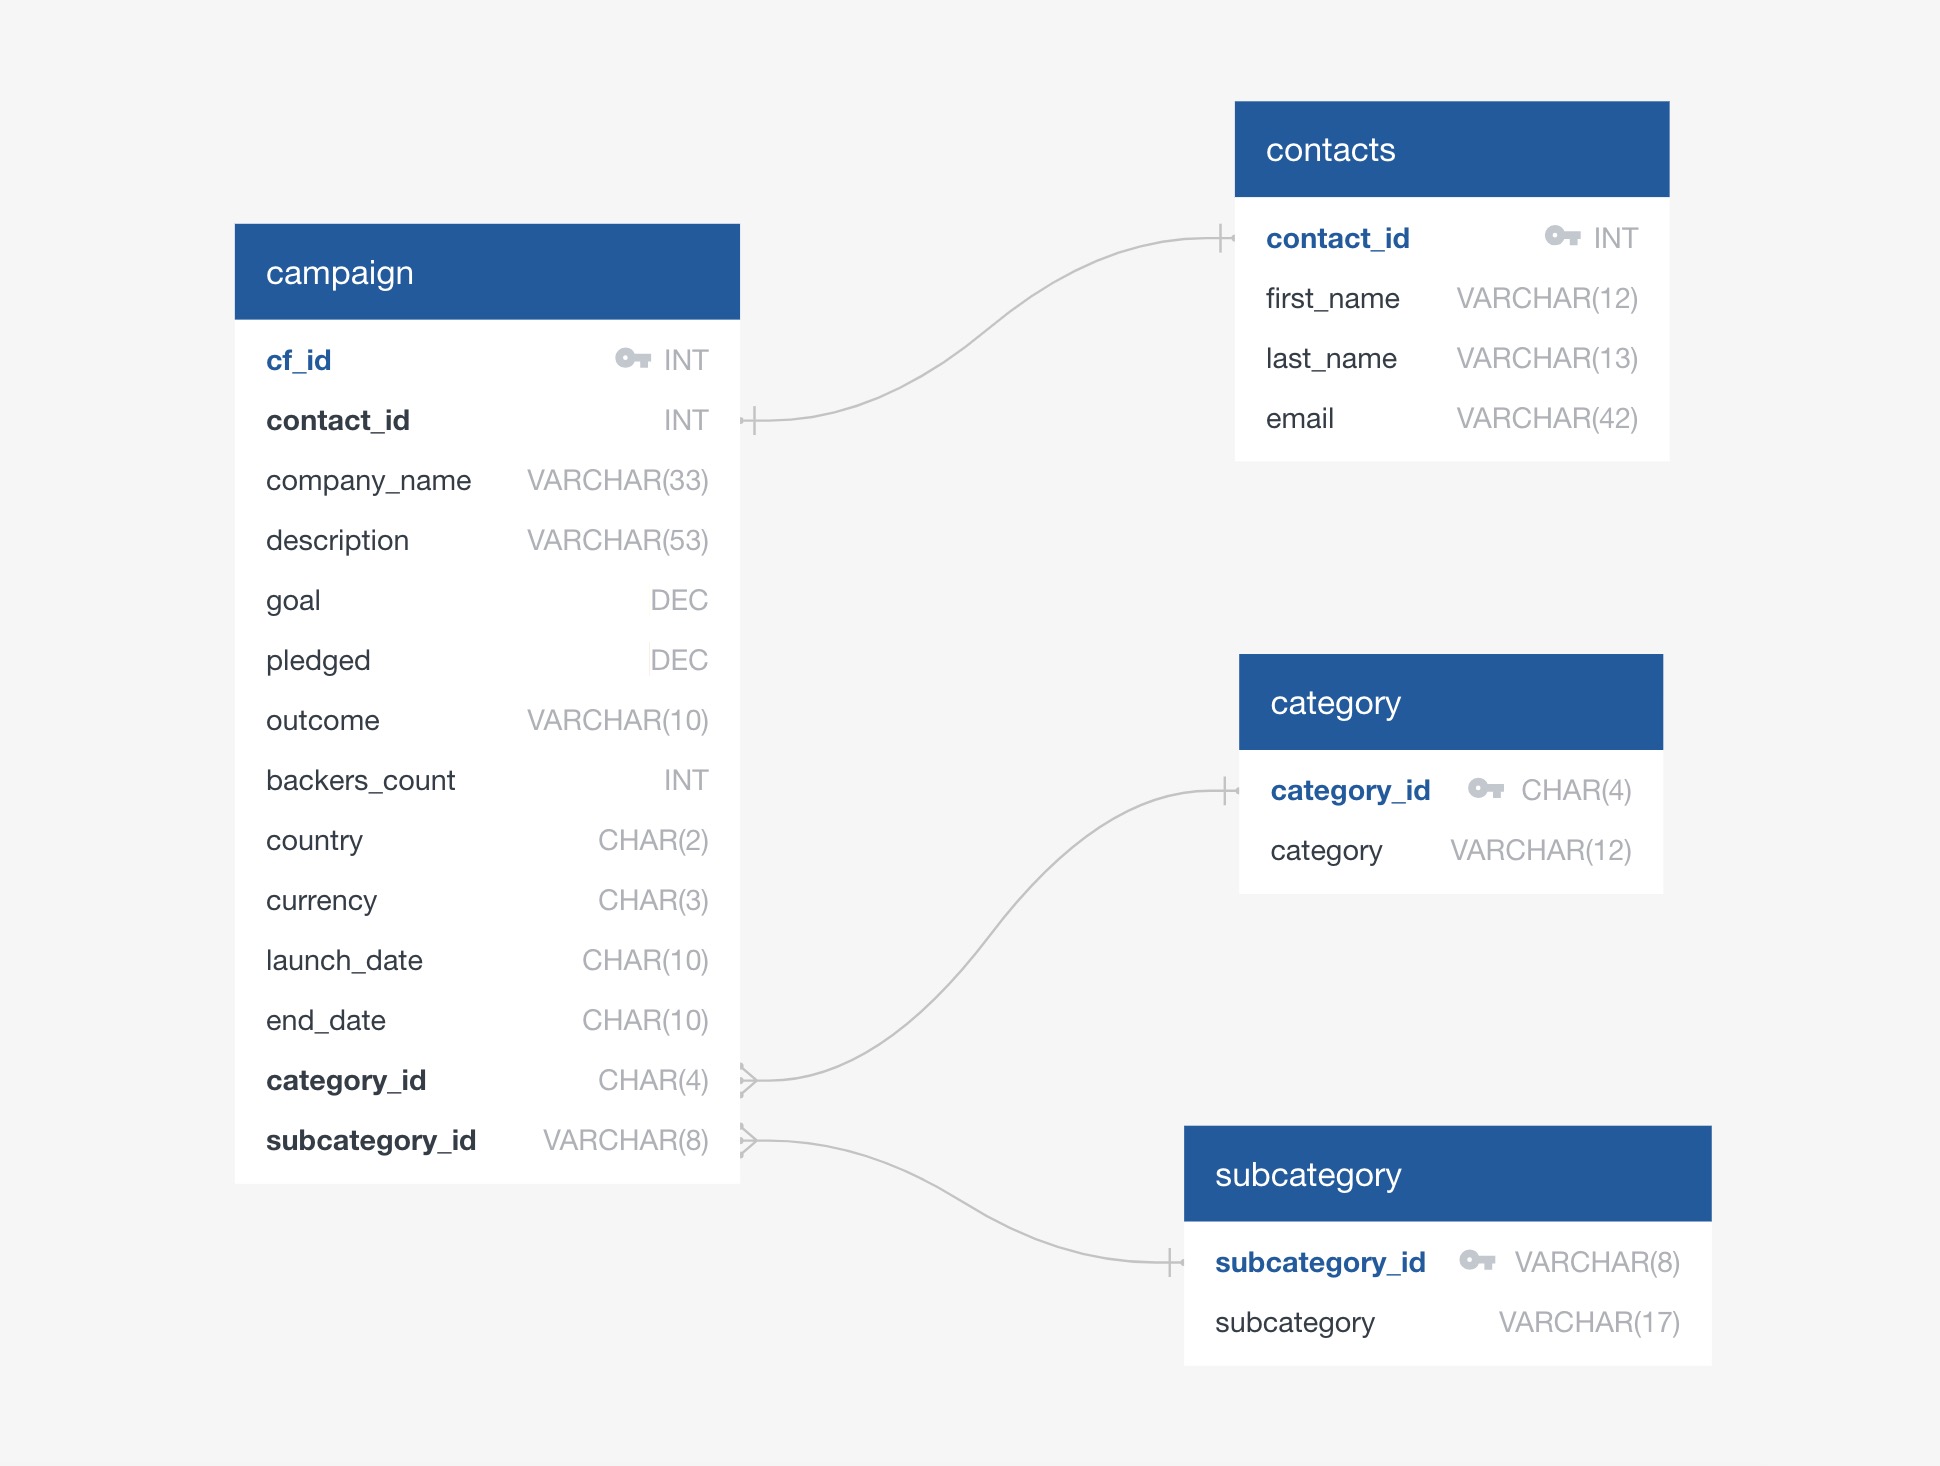 campaign
cf_id INT
contact_id INT
company_name VARCHAR(33)
description VARCHAR(53)
goal DEC
pledged DEC
outcome VARCHAR(10)
backers_count INT
country CHAR(2)
currency CHAR(3)
launch_date CHAR(10)
end_date CHAR(10)
category_id CHAR(4)
subcategory_id VARCHAR(8)
contacts
contact_id INT
first_name VARCHAR(12)
last_name VARCHAR(13)
email VARCHAR(42)
category
category_id CHAR(4)
category VARCHAR(12)
subcategory
subcategory_id VARCHAR(8)
subcategory VARCHAR(17)